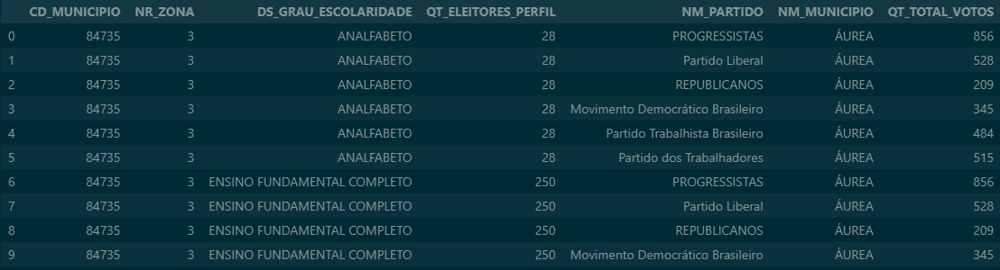 CD_MUNICIPIO NR_ZONA DS_GRAU_ESCOLARIDADE QT_ELEITORES_PERFIL NM_PARTIDO NM_MUNICIPIO QT_TOTAL_VOTOS
0 84735 3 ANALFABETO 28 PROGRESSISTAS ÁUREA 856
1 84735 3 ANALFABETO 28 Partido Liberal ÁUREA 528
2 84735 3 ANALFABETO 28 REPUBLICANOS ÁUREA 209
3 84735 3 ANALFABETO 28 Movimento Democrático Brasileiro ÁUREA 345
4 84735 3 ANALFABETO 28 Partido Trabalhista Brasileiro ÁUREA 484
5 84735 3 ANALFABETO 28 Partido dos Trabalhadores ÁUREA 515
6 84735 3 ENSINO FUNDAMENTAL COMPLETO 250 PROGRESSISTAS ÁUREA 856
7 84735 3 ENSINO FUNDAMENTAL COMPLETO 250 Partido Liberal ÁUREA 528
8 84735 3 ENSINO FUNDAMENTAL COMPLETO 250 REPUBLICANOS ÁUREA 209
9 84735 3 ENSINO FUNDAMENTAL COMPLETO 250 Movimento Democrático Brasileiro ÁUREA 345